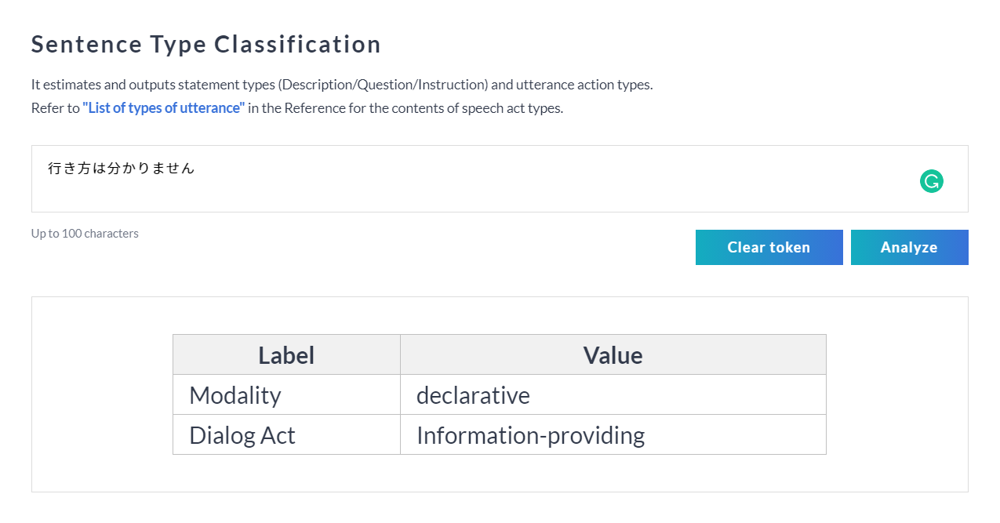 Sentence Type Classification
It estimates and outputs statement types (Description/Question/Instruction) and utterance action types.
Refer to "List of types of utterance" in the Reference for the contents of speech act types.
行き方は分かりません
Up to 100 characters
Clear token
Analyze
Label Value
Modality declarative
Dialog Act Information-providing